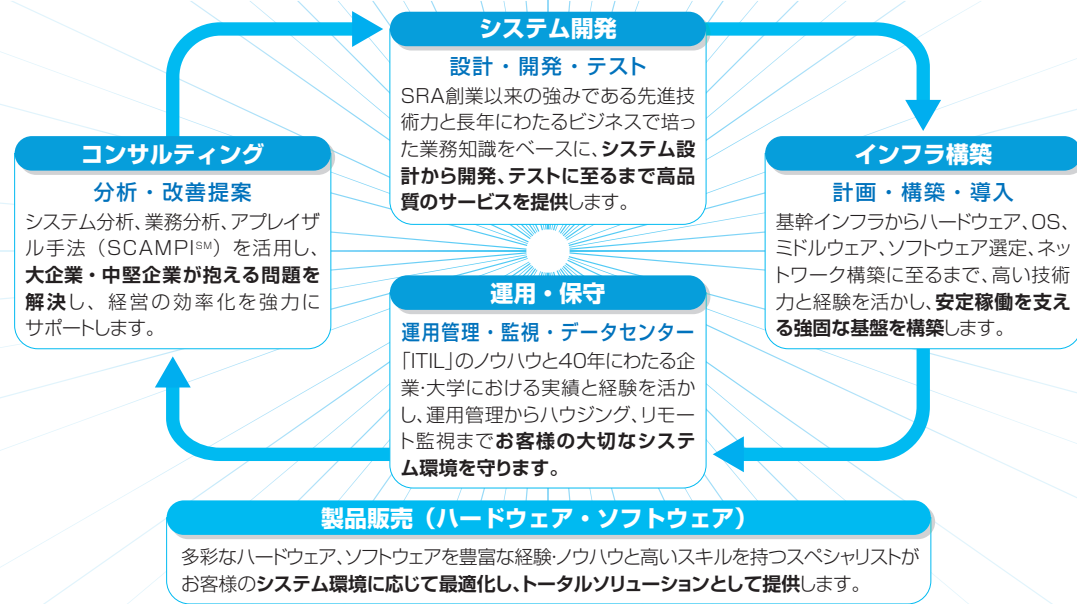 システム開発
設計・開発・テスト
SRA創業以来の強みである先進技
術力と長年にわたるビジネスで培っ
た業務知識をベースに、システム設
計から開発、テストに至るまで高品
質のサービスを提供します。
コンサルティング
分析・改善提案
システム分析、業務分析、アプレイザ
ル手法（SCAMPI℠）を活用し、
大企業・中堅企業が抱える問題を
解決し、経営の効率化を強力に
サポートします。
インフラ構築
計画・構築・導入
基幹インフラからハードウェア、OS、
ミドルウェア、ソフトウェア選定、ネッ
トワーク構築に至るまで、高い技術
力と経験を活かし、安定稼働を支え
る強固な基盤を構築します。
運用・保守
運用管理・監視・データセンター
「ITIL」のノウハウと40年にわたる企
業・大学における実績と経験を活か
し、運用管理からハウジング、リモー
ト監視までお客様の大切なシステ
ム環境を守ります。
製品販売（ハードウェア・ソフトウェア）
多彩なハードウェア、ソフトウェアを豊富な経験・ノウハウと高いスキルを持つスペシャリストが
お客様のシステム環境に応じて最適化し、トータルソリューションとして提供します。